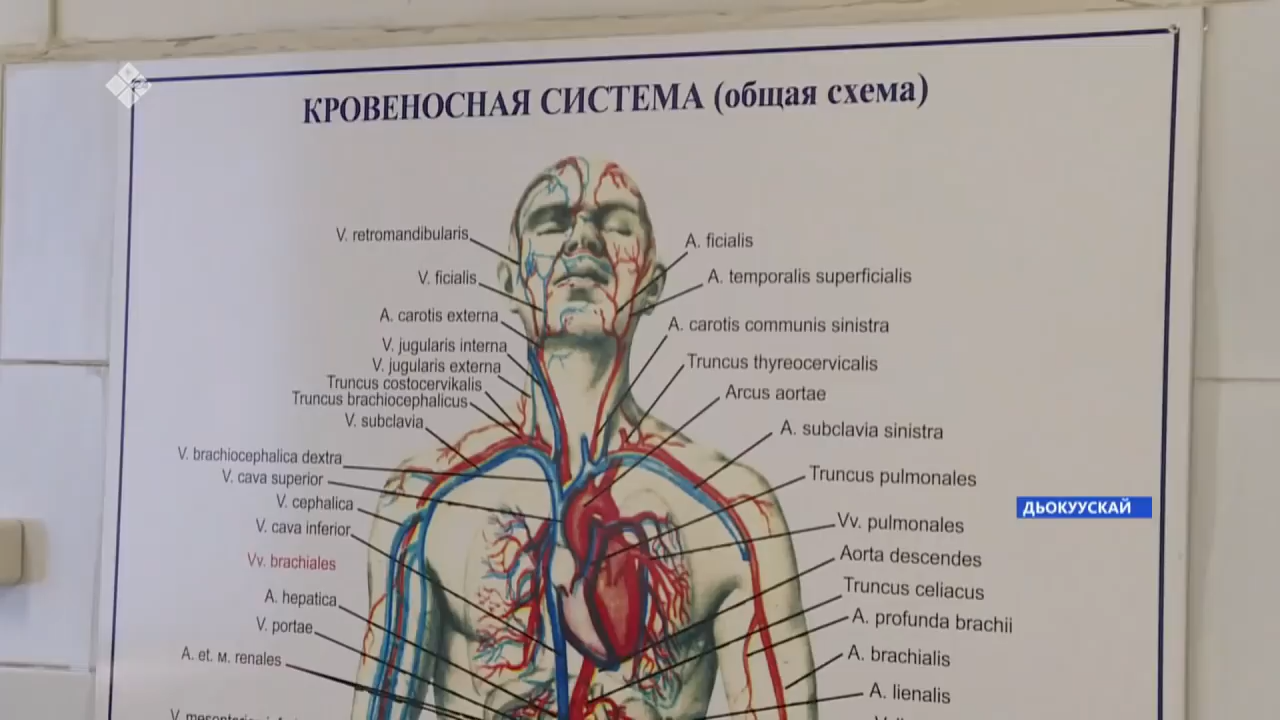 КРОВЕНОСНАЯ СИСТЕМА (общая схема)
V. retromandibularis
V. ficialis
A. carotis externa
V. jugularis interna
V. jugularis externa
Truncus costocervikalis
Truncus brachiocephalicus
V. subclavia
V. brachiocephalica dextra
V. cava superior
V. cephalica
V. cava inferior
Vv. brachiales
A. hepatica
V. portae
A. et. м. renales
A. ficialis
A. temporalis superficialis
A. carotis communis sinistra
Truncus thyreocervicalis
Arcus aortae
A. subclavia sinistra
Truncus pulmonales
Vv. pulmonales
Aorta descendes
Truncus celiacus
A. profunda brachii
A. brachialis
A. lienalis
ДЬОКУУСКАЙ